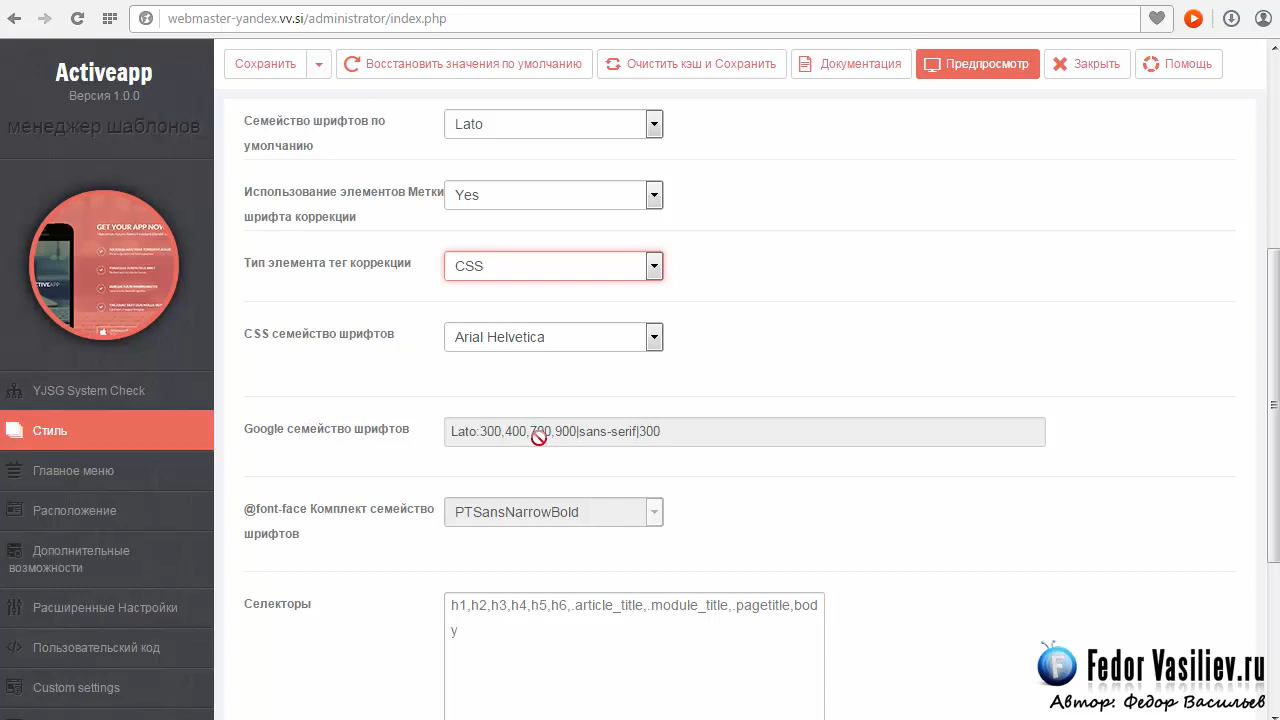 webmaster-yandex.vv.si/administrator/index.php
Activeapp
Версия 1.0.0
менеджер шаблонов
GET YOUR APP NOW
YJSG System Check
Стиль
Главное меню
Расположение
Дополнительные
возможности
Расширенные Настройки
Пользовательский код
Custom settings
Сохранить
Восстановить значения по умолчанию
Очистить кэш и Сохранить
Документация
Предпросмотр
Закрыть
Помощь
Семейство шрифтов по
умолчанию
Lato
Использование элементов Метки
шрифта коррекции
Yes
Тип элемента тег коррекции
CSS
CSS семейство шрифтов
Arial Helvetica
Google семейство шрифтов
Lato:300,400,700,900|sans-serif|300
@font-face Комплект семейство
шрифтов
PTSansNarrowBold
Селекторы
h1,h2,h3,h4,h5,h6,.article_title,.module_title,.pagetitle,bod
y
Fedor Vasiliev.ru
Автор: Федор Васильев